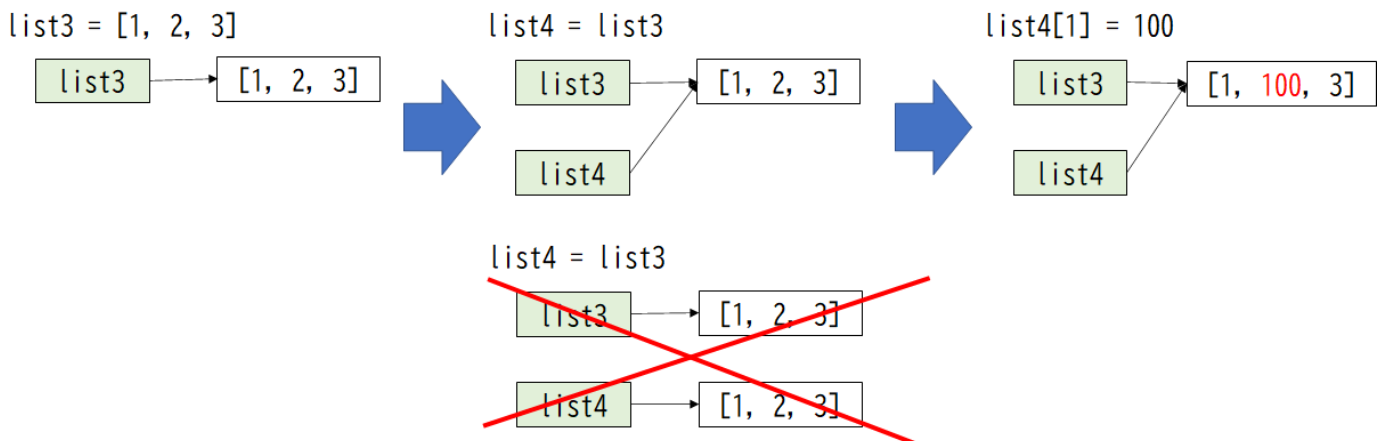 list3 = [1, 2, 3]
list3
[1, 2, 3]
list4 = list3
list3
[1, 2, 3]
list4
list4[1] = 100
list3
[1, 100, 3]
list4
list4 = list3
list3
[1, 2, 3]
list4
[1, 2, 3]